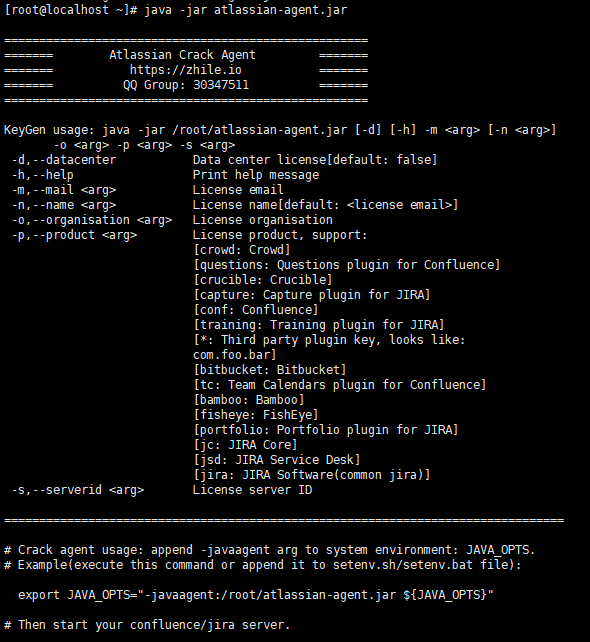 [root@localhost ~]# java -jar atlassian-agent.jar
====================================================
======= Atlassian Crack Agent =======
======= https://zhile.io =======
======= QQ Group: 30347511 =======
====================================================
KeyGen usage: java -jar /root/atlassian-agent.jar [-d] [-h] -m <arg> [-n <arg>]
-o <arg> -p <arg> -s <arg>
-d,--datacenter Data center license[default: false]
-h,--help Print help message
-m,--mail <arg> License email
-n,--name <arg> License name[default: <license email>]
-o,--organisation <arg> License organisation
-p,--product <arg> License product, support:
[crowd: Crowd]
[questions: Questions plugin for Confluence]
[crucible: Crucible]
[capture: Capture plugin for JIRA]
[conf: Confluence]
[training: Training plugin for JIRA]
[*: Third party plugin key, looks like:
com.foo.bar]
[bitbucket: Bitbucket]
[tc: Team Calendars plugin for Confluence]
[bamboo: Bamboo]
[fisheye: FishEye]
[portfolio: Portfolio plugin for JIRA]
[jc: JIRA Core]
[jsd: JIRA Service Desk]
[jira: JIRA Software(common jira)]
-s,--serverid <arg> License server ID
================================================================================
# Crack agent usage: append -javaagent arg to system environment: JAVA_OPTS.
# Example(execute this command or append it to setenv.sh/setenv.bat file):
export JAVA_OPTS="-javaagent:/root/atlassian-agent.jar ${JAVA_OPTS}"
# Then start your confluence/jira server.